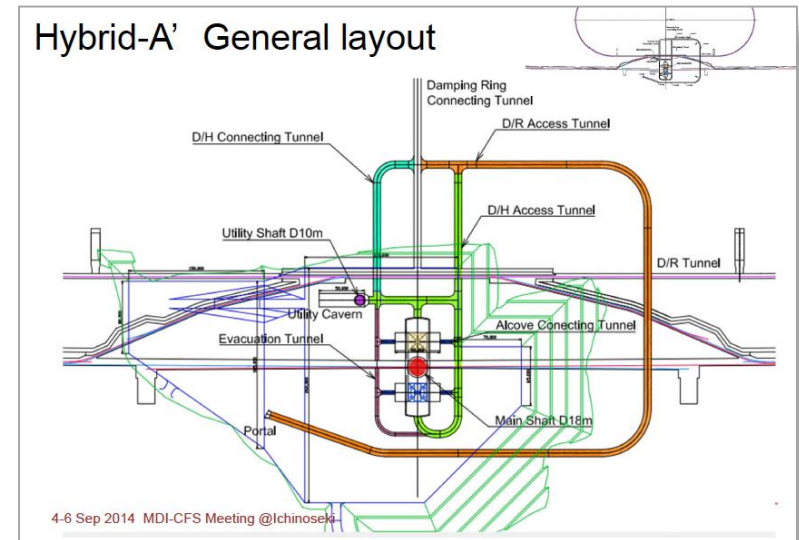 Hybrid-A’ General layout
Damping Ring
Connecting Tunnel
D/R Access Tunnel
D/H Connecting Tunnel
D/H Access Tunnel
Utility Shaft D10m
D/R Tunnel
Utility Cavern
Alcove Conecting Tunnel
Evacuation Tunnel
Main Shaft D18m
Portal
4-6 Sep 2014 MDI-CFS Meeting @Ichinoseki